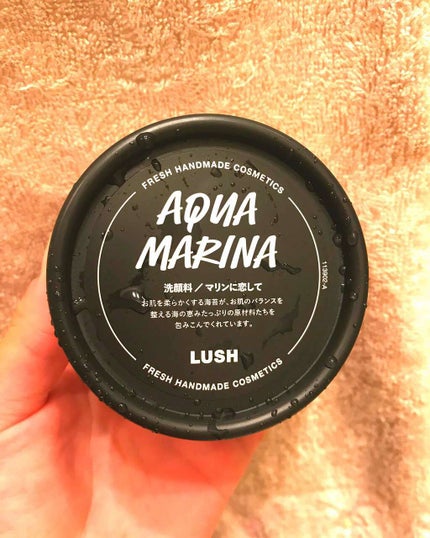 FRESH HANDMADE COSMETICS
AQUA
MARINA
洗顔料／マリンに恋して
お肌を柔らかくする海苔が、お肌のバランスを
整える海の恵みたっぷりの原材料たちを
包みこんでくれています。
LUSH
FRESH HANDMADE COSMETICS
113902-A